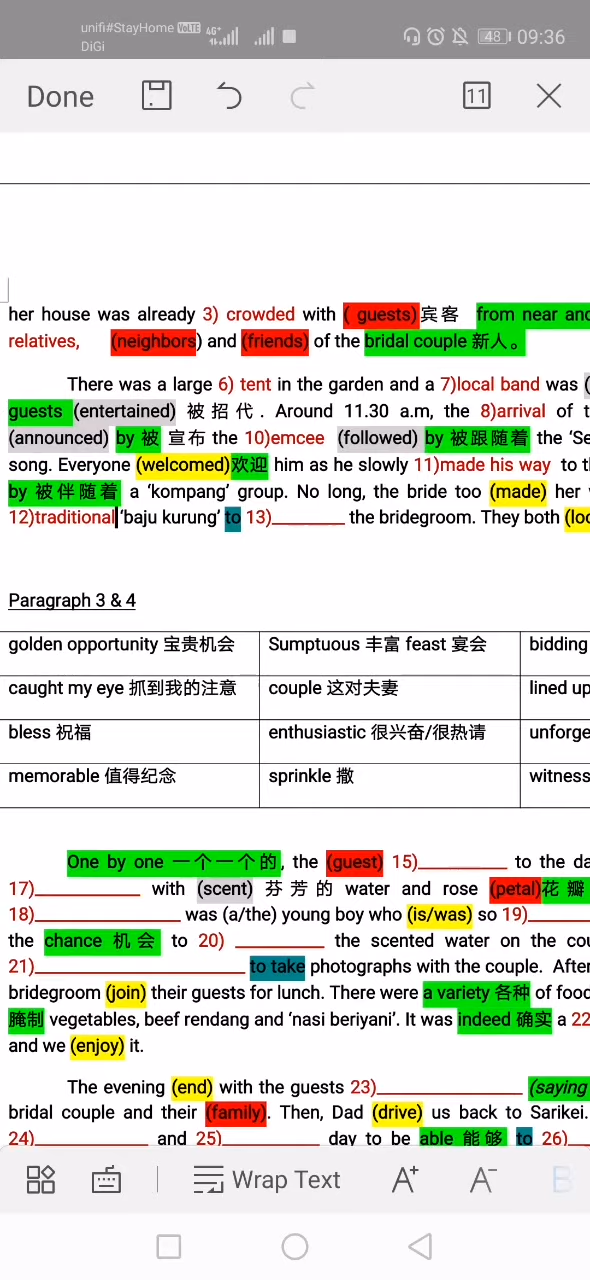 unifi#StayHome VoLTE 4G+ 48 09:36
DiGi
Done 11
her house was already 3) crowded with ( guests)宾客 from near and
relatives, (neighbors) and (friends) of the bridal couple 新人。
There was a large 6) tent in the garden and a 7)local band was (
guests (entertained) 被招代. Around 11.30 a.m, the 8)arrival of t
(announced) by 被 宣布 the 10)emcee (followed) by 被跟随着 the ‘Se
song. Everyone (welcomed)欢迎 him as he slowly 11)made his way to th
by 被伴随着 a ‘kompang’ group. No long, the bride too (made) her
12)traditional ‘baju kurung’ to 13)________ the bridegroom. They both (loo
Paragraph 3 & 4
golden opportunity 宝贵机会 Sumptuous 丰富 feast 宴会 bidding
caught my eye 抓到我的注意 couple 这对夫妻 lined up
bless 祝福 enthusiastic 很兴奋/很热请 unforge
memorable 值得纪念 sprinkle 撒 witness
One by one 一个一个的, the (guest) 15)__________ to the da
17)____________ with (scent) 芬芳的 water and rose (petal)花瓣
18)________________ was (a/the) young boy who (is/was) so 19)_______
the chance 机会 to 20) __________ the scented water on the cou
21)_______________________ to take photographs with the couple. After
bridegroom (join) their guests for lunch. There were a variety 各种 of food
腌制 vegetables, beef rendang and ‘nasi beriyani’. It was indeed 确实 a 22
and we (enjoy) it.
The evening (end) with the guests 23)________________ (saying
bridal couple and their (family). Then, Dad (drive) us back to Sarikei.
24)____________ and 25)___________ day to be able 能够 to 26)__
Wrap Text A+ A- B